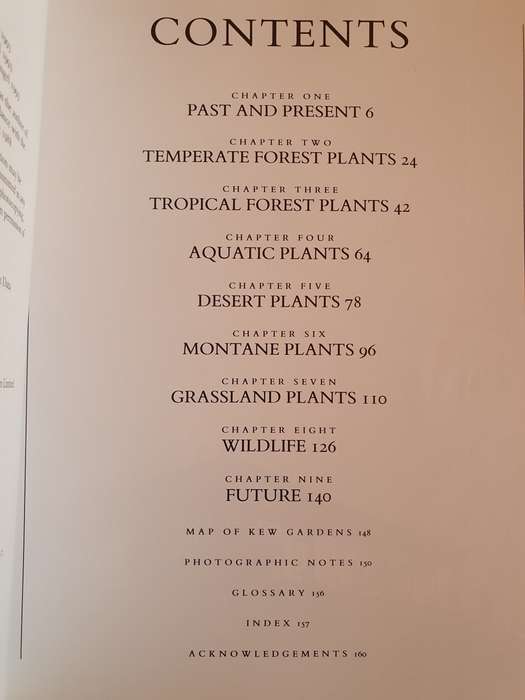 CONTENTS
CHAPTER ONE
PAST AND PRESENT 6
CHAPTER TWO
TEMPERATE FOREST PLANTS 24
CHAPTER THREE
TROPICAL FOREST PLANTS 42
CHAPTER FOUR
AQUATIC PLANTS 64
CHAPTER FIVE
DESERT PLANTS 78
CHAPTER SIX
MONTANE PLANTS 96
CHAPTER SEVEN
GRASSLAND PLANTS 110
CHAPTER EIGHT
WILDLIFE 126
CHAPTER NINE
FUTURE 140
MAP OF KEW GARDENS 148
PHOTOGRAPHIC NOTES 150
GLOSSARY 156
INDEX 157
ACKNOWLEDGEMENTS 160